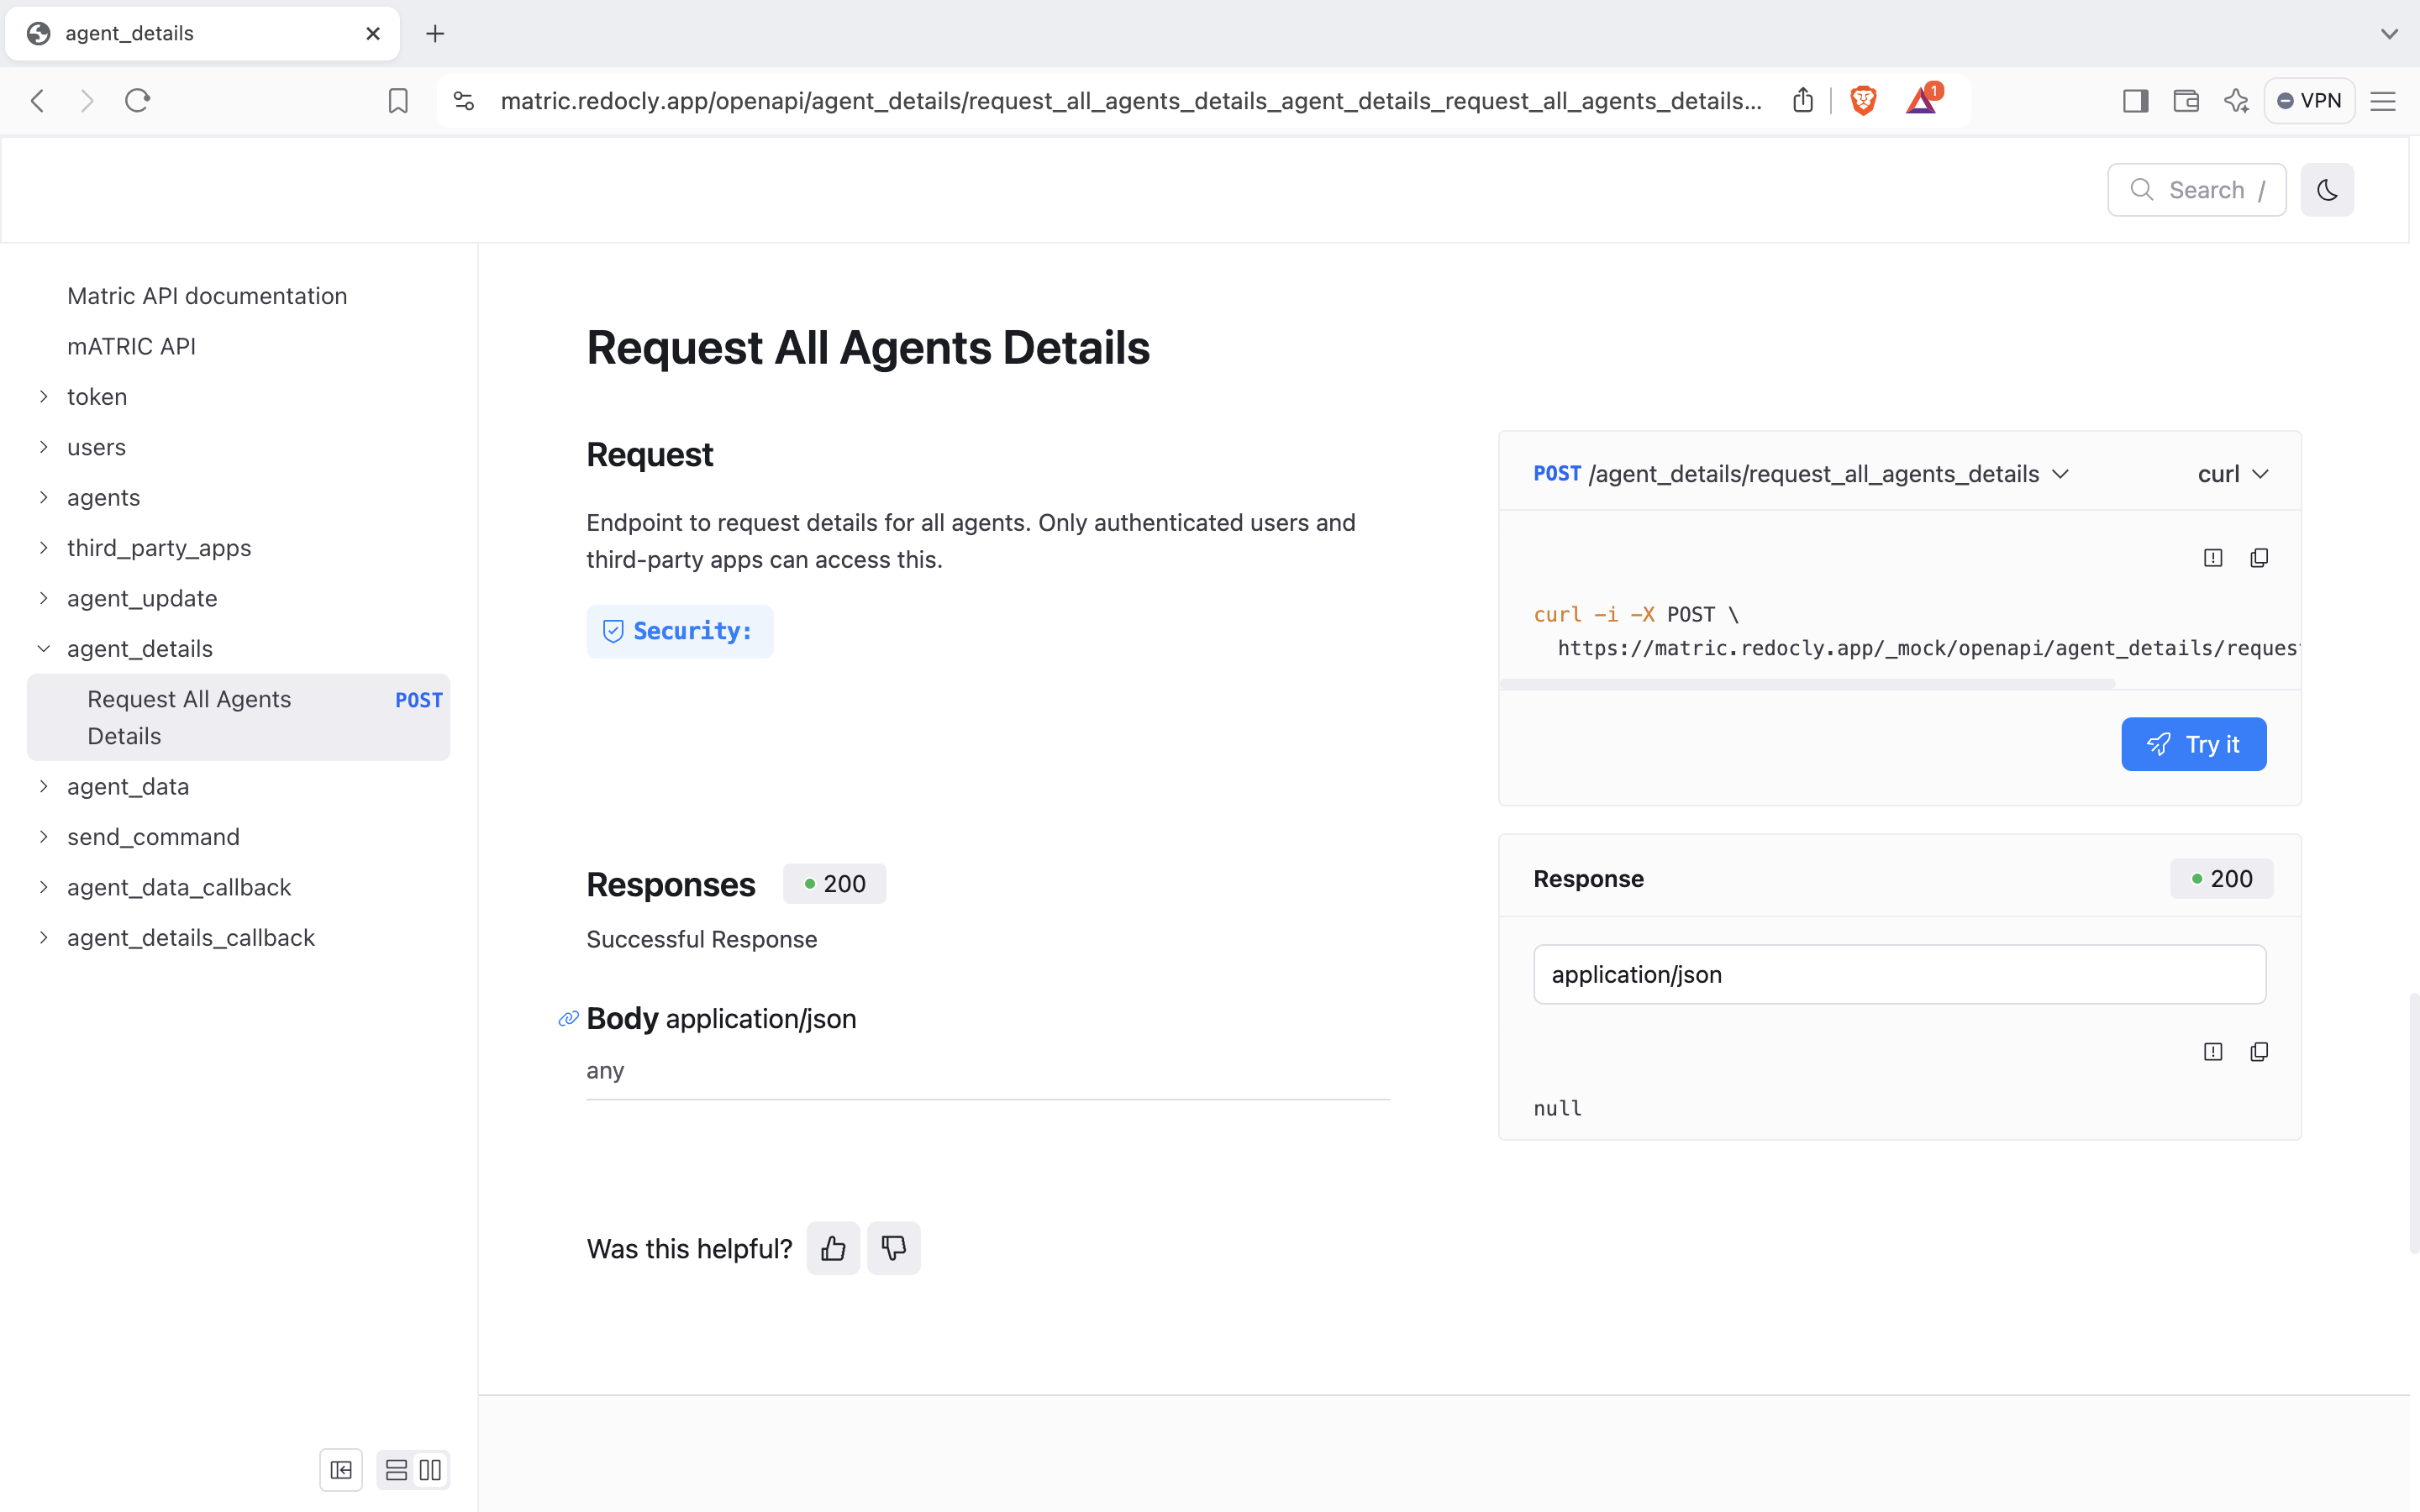 agent_details
matric.redocly.app/openapi/agent_details/request_all_agents_details_agent_details_request_all_agents_details...
1
VPN
Search /
Matric API documentation
mATRIC API
token
users
agents
third_party_apps
agent_update
agent_details
Request All Agents
Details
POST
agent_data
send_command
agent_data_callback
agent_details_callback
Request All Agents Details
Request
Endpoint to request details for all agents. Only authenticated users and
third-party apps can access this.
Security:
POST /agent_details/request_all_agents_details
curl
curl -i -X POST \
https://matric.redocly.app/_mock/openapi/agent_details/reques
Try it
Responses
200
Successful Response
Body application/json
any
Response
200
application/json
null
Was this helpful?